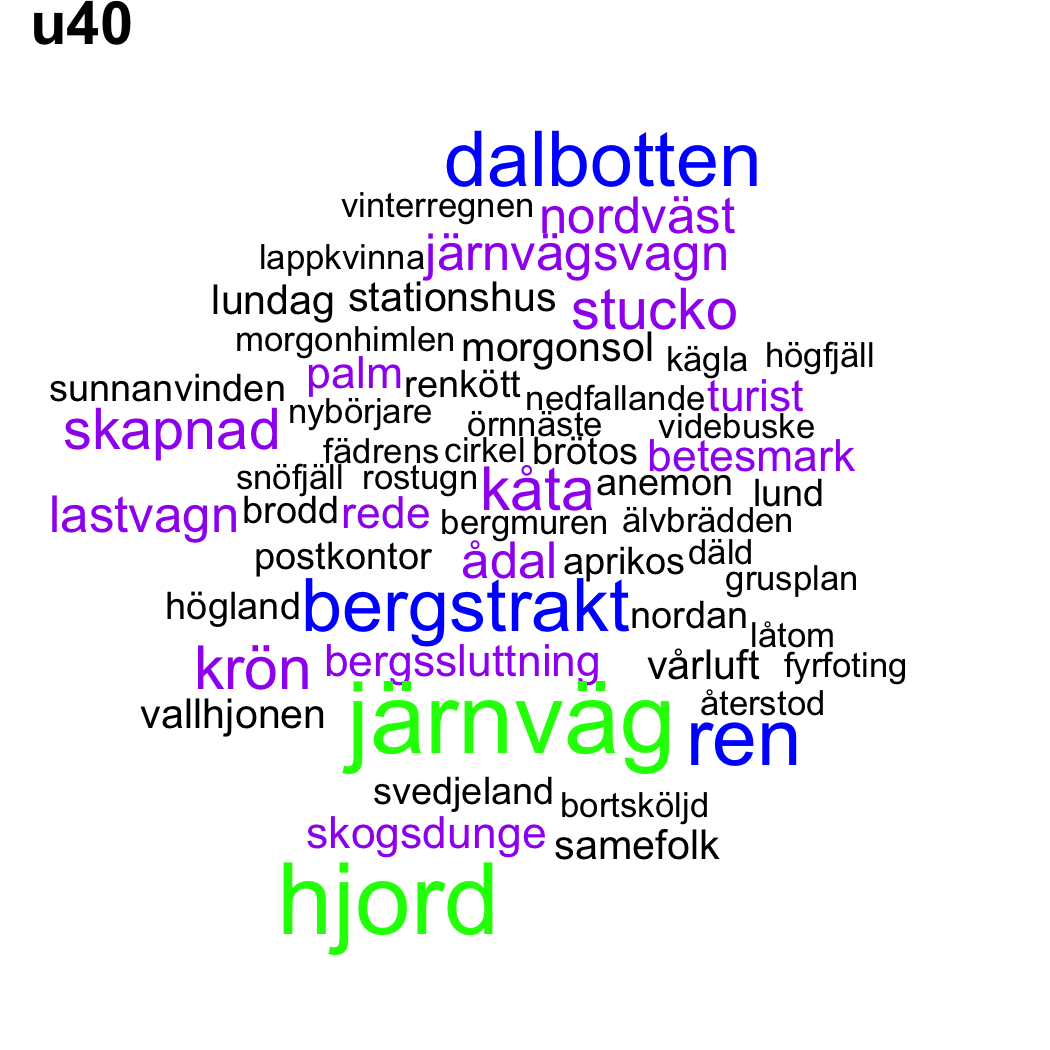 u40
dalbotten
vinterregnen nordväst
lappkvinna järnvägsvagn
lundag stationshus stucko
morgonhimlen morgonsol kägla högfjäll
sunnanvinden palm renkött nedfallande turist
skapnad nybörjare örnnäste videbuske
fädrens cirkel brötos betesmark
snöfjäll rostugn kåta anemon lund
lastvagn brodd rede bergmuren älvbrädden
postkontor ådal aprikos däld
grusplan
högland bergstrakt nordan
låtom
krön bergssluttning vårluft fyrfoting
vallhjonen järnväg återstod
ren
svedjeland bortsköljd
skogsdunge samefolk
hjord